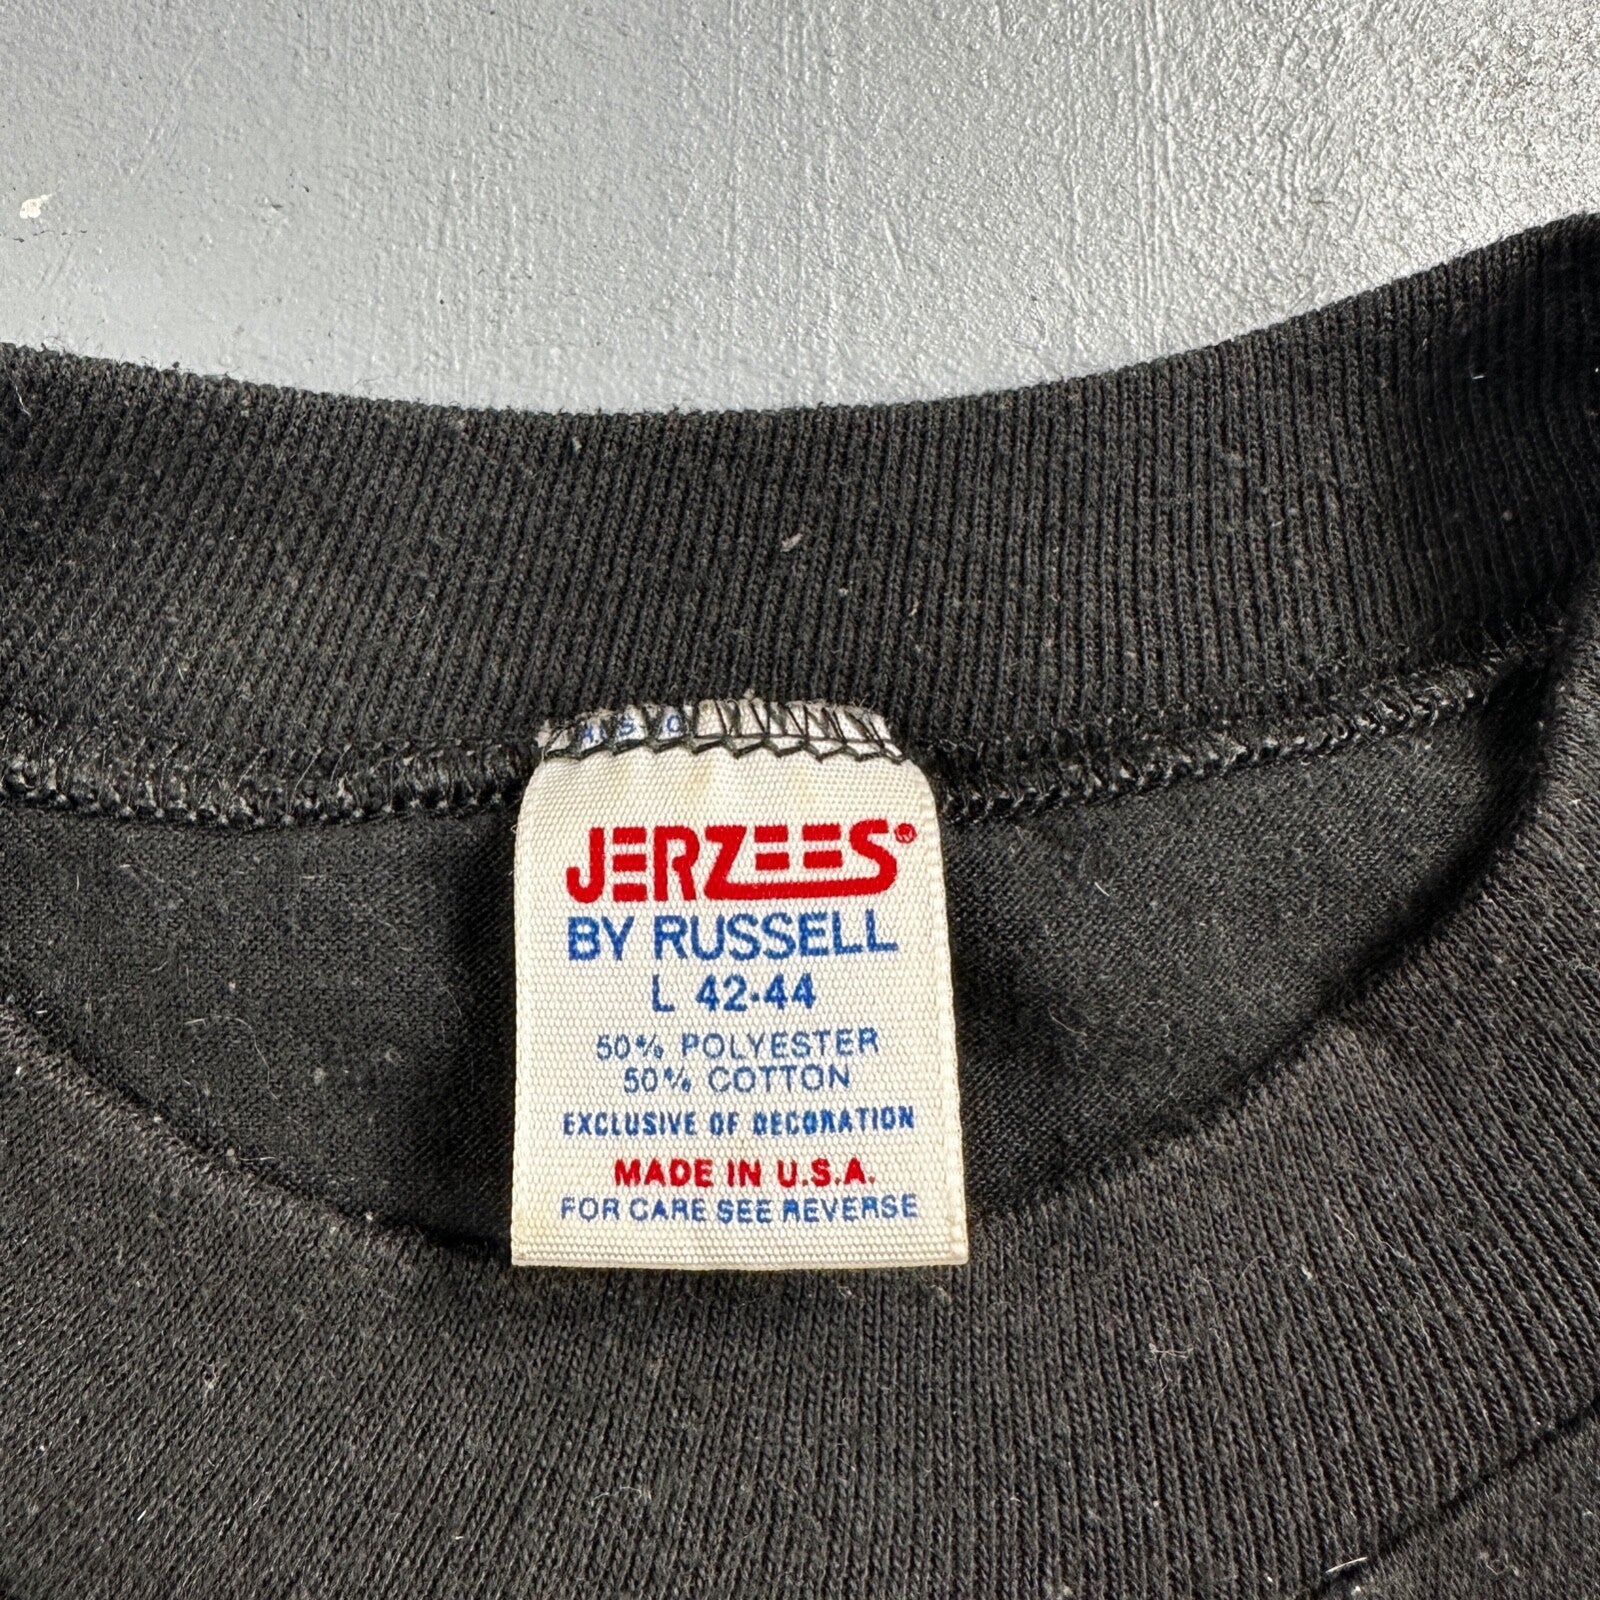 JERZEES®
BY RUSSELL
L 42-44
50% POLYESTER
50% COTTON
EXCLUSIVE OF DECORATION
MADE IN U.S.A.
FOR CARE SEE REVERSE